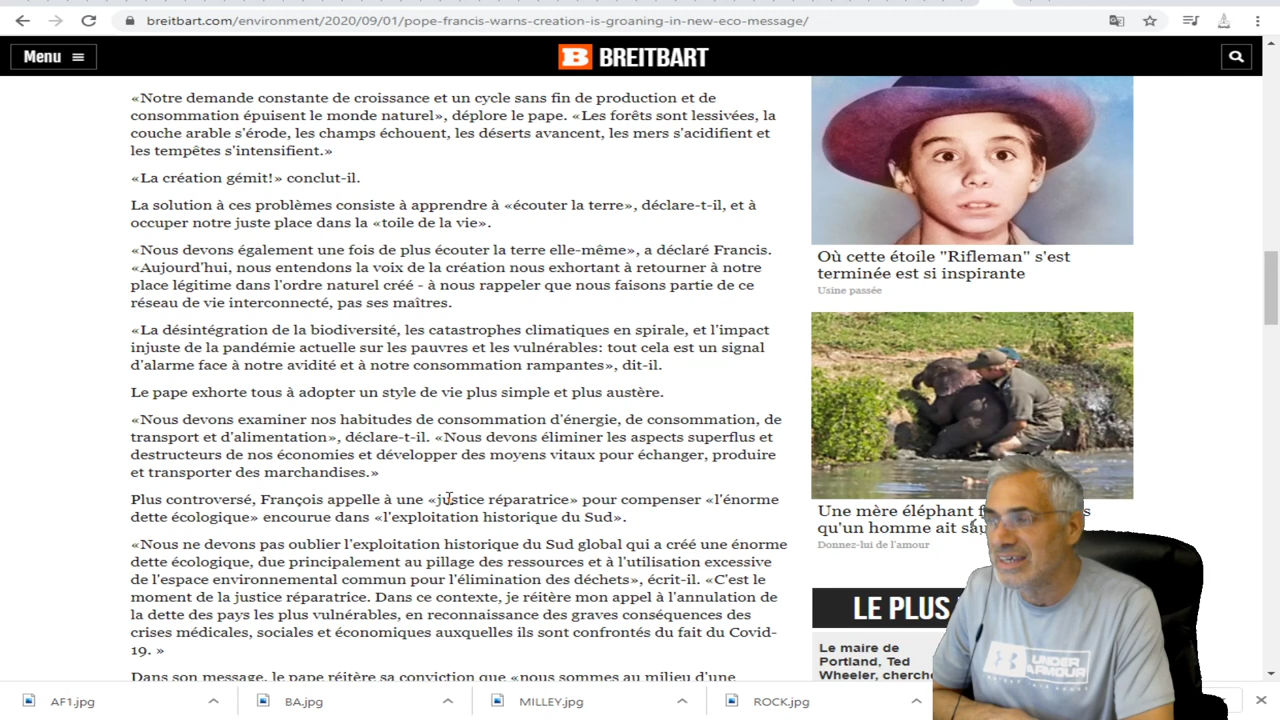 breitbart.com/environment/2020/09/01/pope-francis-warns-creation-is-groaning-in-new-eco-message/
Menu
B BREITBART
«Notre demande constante de croissance et un cycle sans fin de production et de
consommation épuisent le monde naturel», déplore le pape. «Les forêts sont lessivées, la
couche arable s'érode, les champs échouent, les déserts avancent, les mers s'acidifient et
les tempêtes s'intensifient.»
«La création gémit!» conclut-il.
La solution à ces problèmes consiste à apprendre à «écouter la terre», déclare-t-il, et à
occuper notre juste place dans la «toile de la vie».
«Nous devons également une fois de plus écouter la terre elle-même», a déclaré Francis.
«Aujourd'hui, nous entendons la voix de la création nous exhortant à retourner à notre
place légitime dans l'ordre naturel créé - à nous rappeler que nous faisons partie de ce
réseau de vie interconnecté, pas ses maîtres.
«La désintégration de la biodiversité, les catastrophes climatiques en spirale, et l'impact
injuste de la pandémie actuelle sur les pauvres et les vulnérables: tout cela est un signal
d'alarme face à notre avidité et à notre consommation rampantes», dit-il.
Le pape exhorte tous à adopter un style de vie plus simple et plus austère.
«Nous devons examiner nos habitudes de consommation d'énergie, de consommation, de
transport et d'alimentation», déclare-t-il. «Nous devons éliminer les aspects superflus et
destructeurs de nos économies et développer des moyens vitaux pour échanger, produire
et transporter des marchandises.»
Plus controversé, François appelle à une «justice réparatrice» pour compenser «l'énorme
dette écologique» encourue dans «l'exploitation historique du Sud».
«Nous ne devons pas oublier l'exploitation historique du Sud global qui a créé une énorme
dette écologique, due principalement au pillage des ressources et à l'utilisation excessive
de l'espace environnemental commun pour l'élimination des déchets», écrit-il. «C'est le
moment de la justice réparatrice. Dans ce contexte, je réitère mon appel à l'annulation de
la dette des pays les plus vulnérables, en reconnaissance des graves conséquences des
crises médicales, sociales et économiques auxquelles ils sont confrontés du fait du Covid-
19. »
Dans son message, le pape réitère sa conviction que «nous sommes au milieu d'une
Où cette étoile "Rifleman" s'est
terminée est si inspirante
Usine passée
Une mère éléphant
qu'un homme ait
Donnez-lui de l'amour
LE PLUS
Le maire de
Portland, Ted
Wheeler, cherche
UNDER ARMOUR
AF1.jpg
BA.jpg
MILLEY.jpg
ROCK.jpg